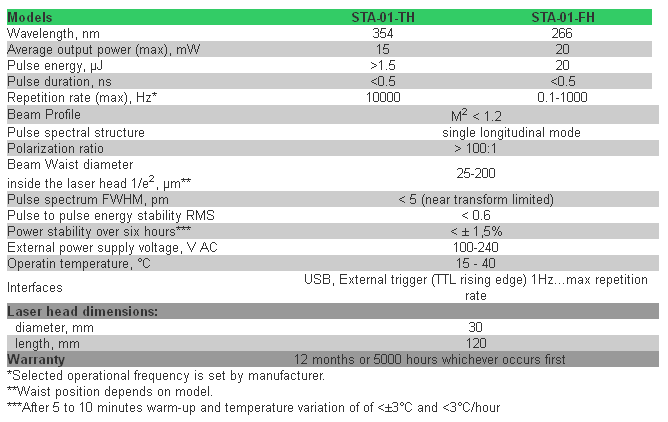 Models STA-01-TH STA-01-FH
Wavelength, nm 354 266
Average output power (max), mW 15 20
Pulse energy, µJ >1.5 20
Pulse duration, ns <0.5 <0.5
Repetition rate (max), Hz* 10000 0.1-1000
Beam Profile M² < 1.2
Pulse spectral structure single longitudinal mode
Polarization ratio > 100:1
Beam Waist diameter
inside the laser head 1/e², µm** 25-200
Pulse spectrum FWHM, pm < 5 (near transform limited)
Pulse to pulse energy stability RMS < 0.6
Power stability over six hours*** < ± 1,5%
External power supply voltage, V AC 100-240
Operatin temperature, °C 15 - 40
Interfaces USB, External trigger (TTL rising edge) 1Hz...max repetition
rate
Laser head dimensions:
diameter, mm 30
length, mm 120
Warranty 12 months or 5000 hours whichever occurs first
*Selected operational frequency is set by manufacturer.
**Waist position depends on model.
***After 5 to 10 minutes warm-up and temperature variation of of <±3°C and <3°C/hour